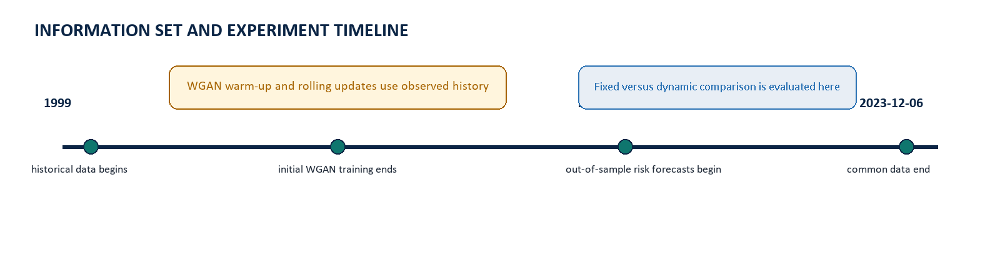 INFORMATION SET AND EXPERIMENT TIMELINE
WGAN warm-up and rolling updates use observed history
Fixed versus dynamic comparison is evaluated here
1999
2023-12-06
historical data begins
initial WGAN training ends
out-of-sample risk forecasts begin
common data end